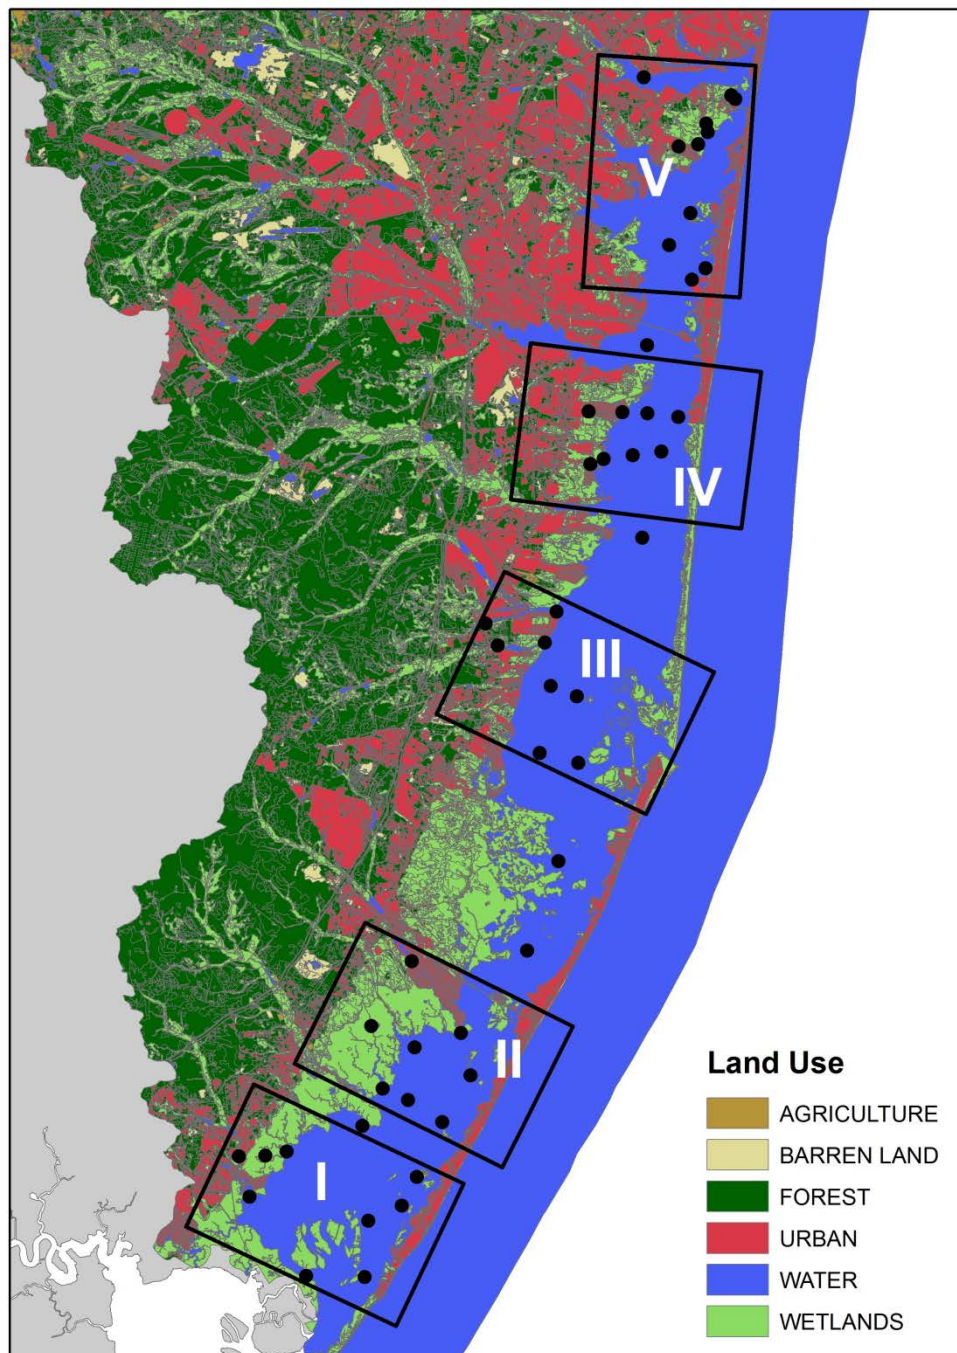 V
IV
III
II
I
Land Use
AGRICULTURE
BARREN LAND
FOREST
URBAN
WATER
WETLANDS